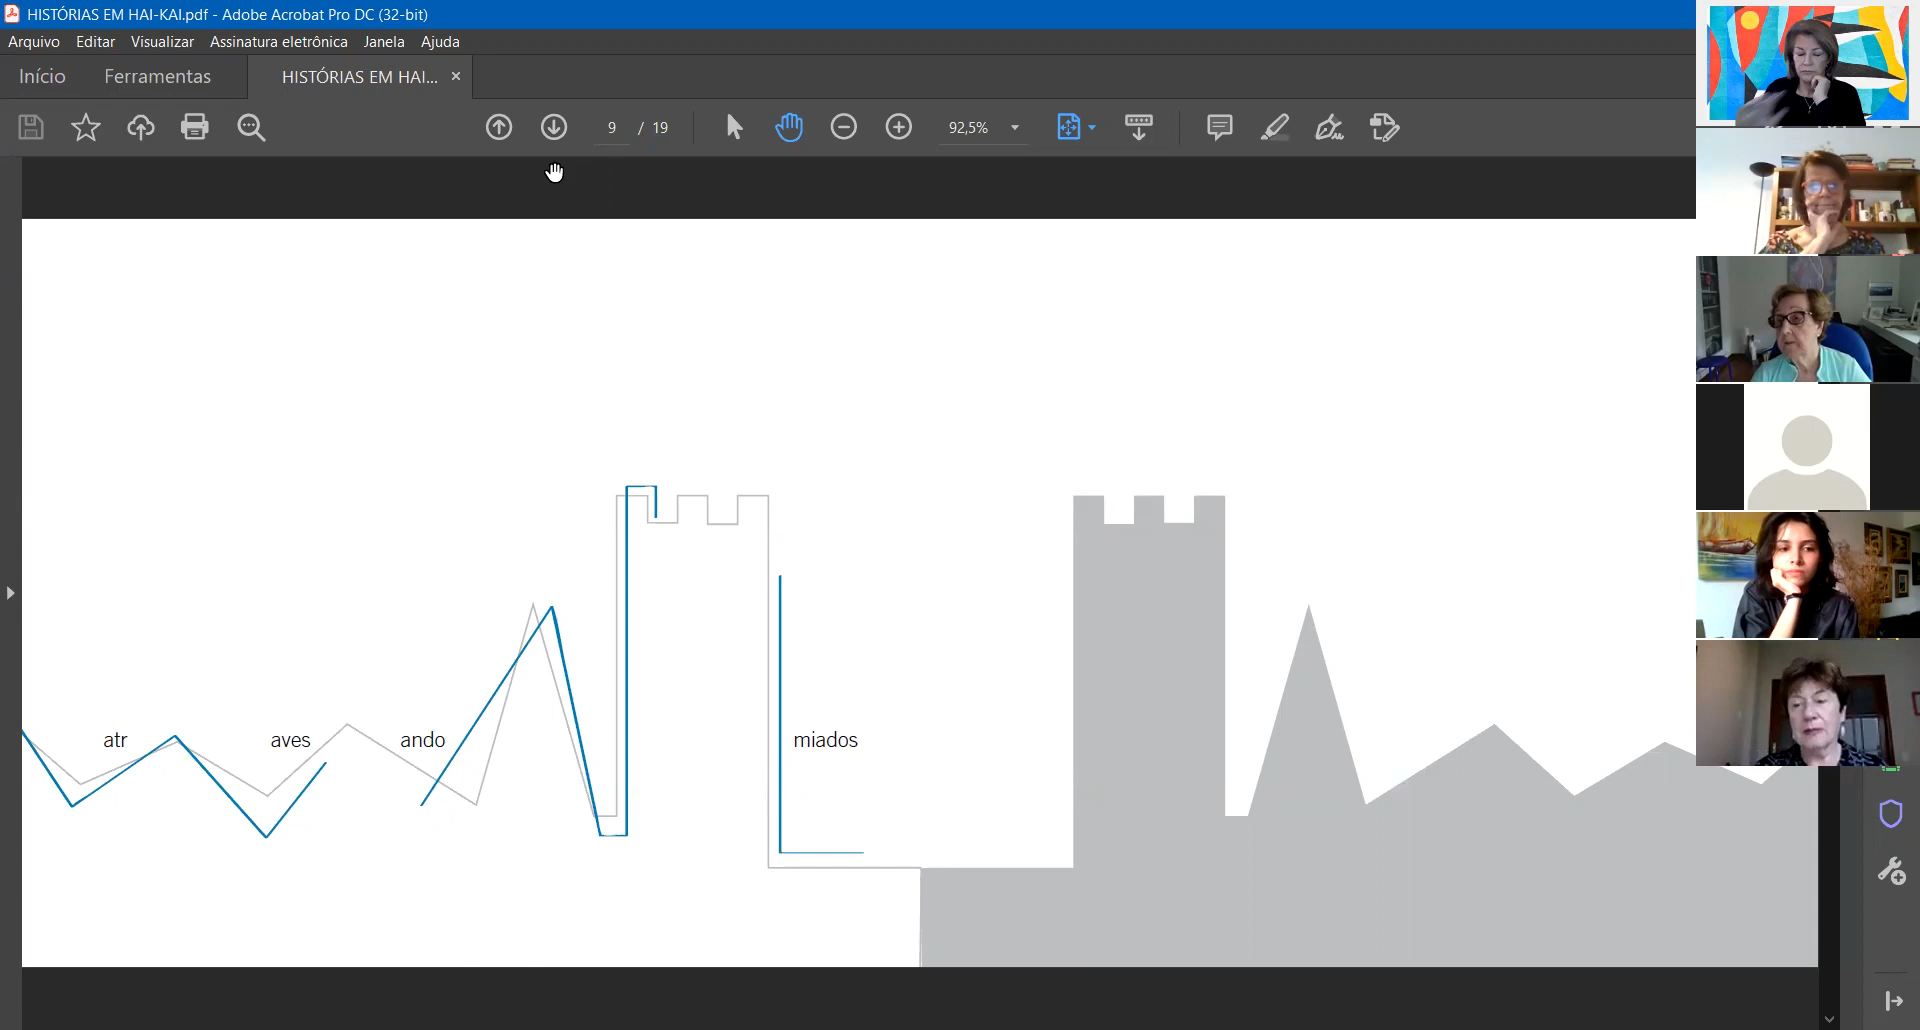 HISTÓRIAS EM HAI-KAI.pdf - Adobe Acrobat Pro DC (32-bit)
Arquivo Editar Visualizar Assinatura eletrônica Janela Ajuda
Início Ferramentas HISTÓRIAS EM HAI... ×
9 / 19 92,5%
atr aves ando miados